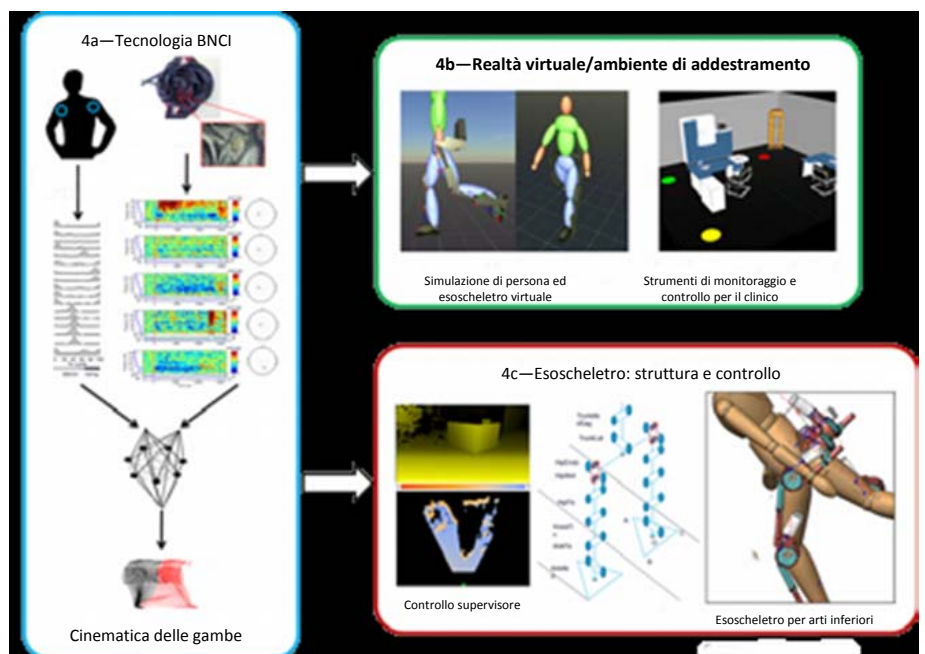 4a—Tecnologia BNCI
Cinematica delle gambe
4b—Realtà virtuale/ambiente di addestramento
Simulazione di persona ed
esoscheletro virtuale
Strumenti di monitoraggio e
controllo per il clinico
4c—Esoscheletro: struttura e controllo
Controllo supervisore
Esoscheletro per arti inferiori